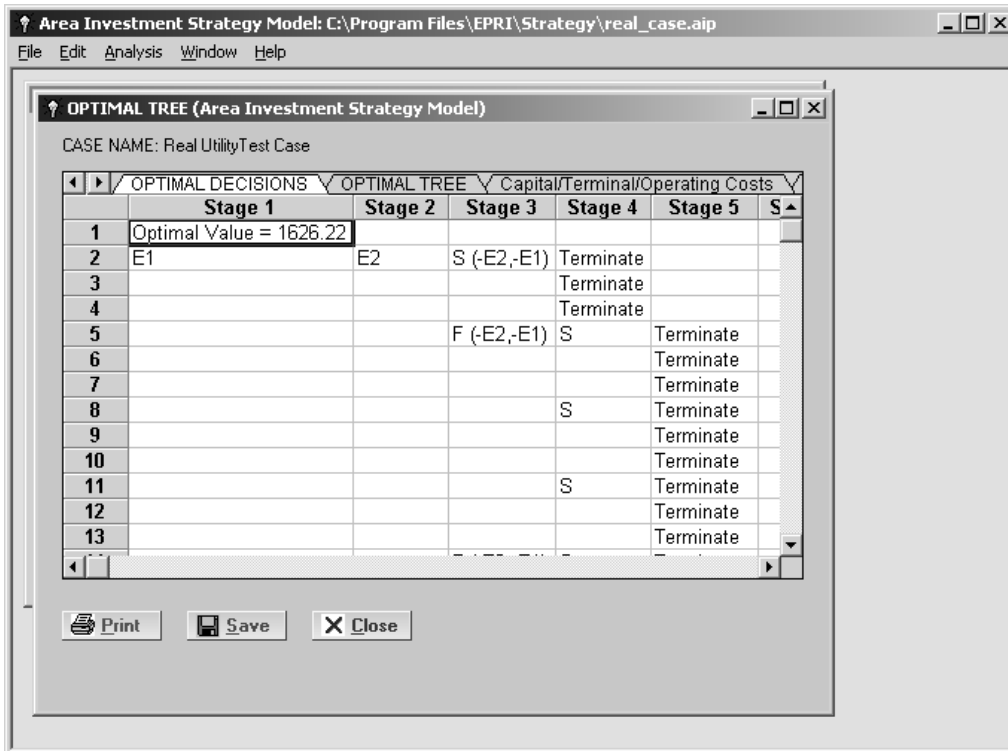 Area Investment Strategy Model: C:\Program Files\EPRI\Strategy\real_case.aip
File Edit Analysis Window Help
OPTIMAL TREE (Area Investment Strategy Model)
CASE NAME: Real UtilityTest Case
OPTIMAL DECISIONS OPTIMAL TREE Capital/Terminal/Operating Costs
Stage 1 Stage 2 Stage 3 Stage 4 Stage 5 S
1 Optimal Value = 1626.22
2 E1 E2 S (-E2,-E1) Terminate
3 Terminate
4 Terminate
5 F (-E2,-E1) S Terminate
6 Terminate
7 Terminate
8 S Terminate
9 Terminate
10 Terminate
11 S Terminate
12 Terminate
13 Terminate
Print Save Close